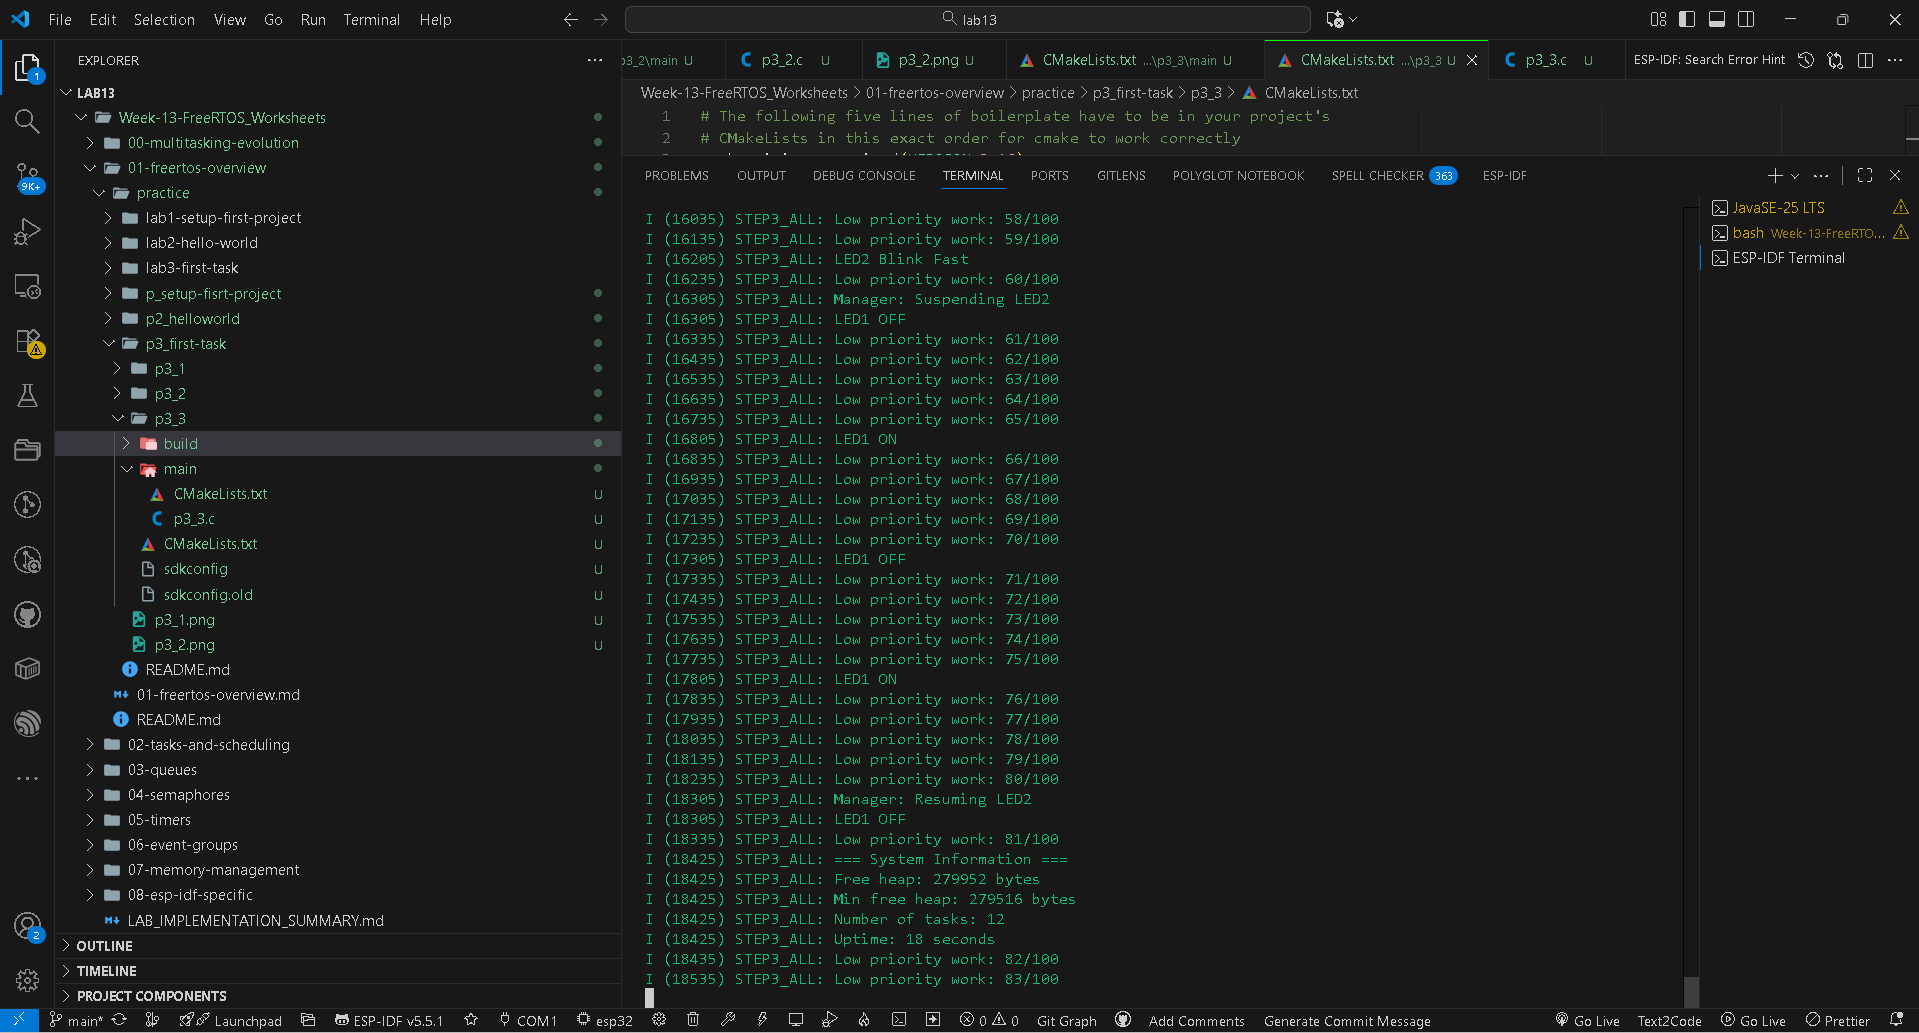 File Edit Selection View Go Run Terminal Help
lab13
EXPLORER
LAB13
Week-13-FreeRTOS_Worksheets
00-multitasking-evolution
01-freertos-overview
practice
lab1-setup-first-project
lab2-hello-world
lab3-first-task
p_setup-fisrt-project
p2_helloworld
p3_first-task
p3_1
p3_2
p3_3
build
main
CMakeLists.txt U
p3_3.c U
CMakeLists.txt U
sdkconfig U
sdkconfig.old U
p3_1.png U
p3_2.png U
README.md
01-freertos-overview.md
README.md
02-tasks-and-scheduling
03-queues
04-semaphores
05-timers
06-event-groups
07-memory-management
08-esp-idf-specific
LAB_IMPLEMENTATION_SUMMARY.md
OUTLINE
TIMELINE
PROJECT COMPONENTS
1
9K+
2
p3_2\main U p3_2.c U p3_2.png U CMakeLists.txt ...\p3_3\main U CMakeLists.txt ...\p3_3 U p3_3.c U ESP-IDF: Search Error Hint
Week-13-FreeRTOS_Worksheets > 01-freertos-overview > practice > p3_first-task > p3_3 > CMakeLists.txt
1 # The following five lines of boilerplate have to be in your project's
2 # CMakeLists in this exact order for cmake to work correctly
PROBLEMS OUTPUT DEBUG CONSOLE TERMINAL PORTS GITLENS POLYGLOT NOTEBOOK SPELL CHECKER 363 ESP-IDF
I (16035) STEP3_ALL: Low priority work: 58/100
I (16135) STEP3_ALL: Low priority work: 59/100
I (16205) STEP3_ALL: LED2 Blink Fast
I (16235) STEP3_ALL: Low priority work: 60/100
I (16305) STEP3_ALL: Manager: Suspending LED2
I (16305) STEP3_ALL: LED1 OFF
I (16335) STEP3_ALL: Low priority work: 61/100
I (16435) STEP3_ALL: Low priority work: 62/100
I (16535) STEP3_ALL: Low priority work: 63/100
I (16635) STEP3_ALL: Low priority work: 64/100
I (16735) STEP3_ALL: Low priority work: 65/100
I (16805) STEP3_ALL: LED1 ON
I (16835) STEP3_ALL: Low priority work: 66/100
I (16935) STEP3_ALL: Low priority work: 67/100
I (17035) STEP3_ALL: Low priority work: 68/100
I (17135) STEP3_ALL: Low priority work: 69/100
I (17235) STEP3_ALL: Low priority work: 70/100
I (17305) STEP3_ALL: LED1 OFF
I (17335) STEP3_ALL: Low priority work: 71/100
I (17435) STEP3_ALL: Low priority work: 72/100
I (17535) STEP3_ALL: Low priority work: 73/100
I (17635) STEP3_ALL: Low priority work: 74/100
I (17735) STEP3_ALL: Low priority work: 75/100
I (17805) STEP3_ALL: LED1 ON
I (17835) STEP3_ALL: Low priority work: 76/100
I (17935) STEP3_ALL: Low priority work: 77/100
I (18035) STEP3_ALL: Low priority work: 78/100
I (18135) STEP3_ALL: Low priority work: 79/100
I (18235) STEP3_ALL: Low priority work: 80/100
I (18305) STEP3_ALL: Manager: Resuming LED2
I (18305) STEP3_ALL: LED1 OFF
I (18335) STEP3_ALL: Low priority work: 81/100
I (18425) STEP3_ALL: === System Information ===
I (18425) STEP3_ALL: Free heap: 279952 bytes
I (18425) STEP3_ALL: Min free heap: 279516 bytes
I (18425) STEP3_ALL: Number of tasks: 12
I (18425) STEP3_ALL: Uptime: 18 seconds
I (18435) STEP3_ALL: Low priority work: 82/100
I (18535) STEP3_ALL: Low priority work: 83/100
JavaSE-25 LTS
bash Week-13-FreeRTO...
ESP-IDF Terminal
main* Launchpad ESP-IDF v5.5.1 COM1 esp32 0 0 Git Graph Add Comments Generate Commit Message Go Live Text2Code Go Live Prettier